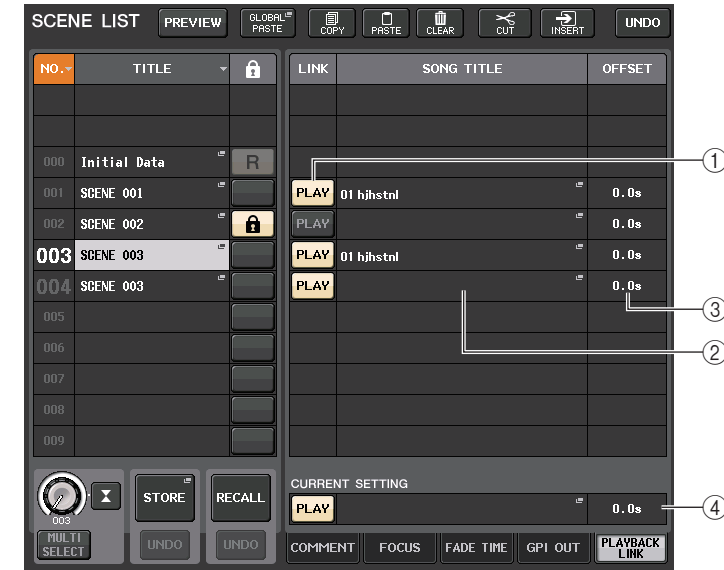 SCENE LIST PREVIEW GLOBAL PASTE COPY PASTE CLEAR CUT INSERT UNDO
NO. TITLE LINK SONG TITLE OFFSET
000 Initial Data R
001 SCENE 001 PLAY 01 hjhstnl 0.0s
002 SCENE 002 PLAY 0.0s
003 SCENE 003 PLAY 01 hjhstnl 0.0s
004 SCENE 003 PLAY 0.0s
005
006
007
008
009
1
3
2
STORE RECALL CURRENT SETTING
003 PLAY 0.0s 4
MULTI SELECT UNDO UNDO COMMENT FOCUS FADE TIME GPI OUT PLAYBACK LINK